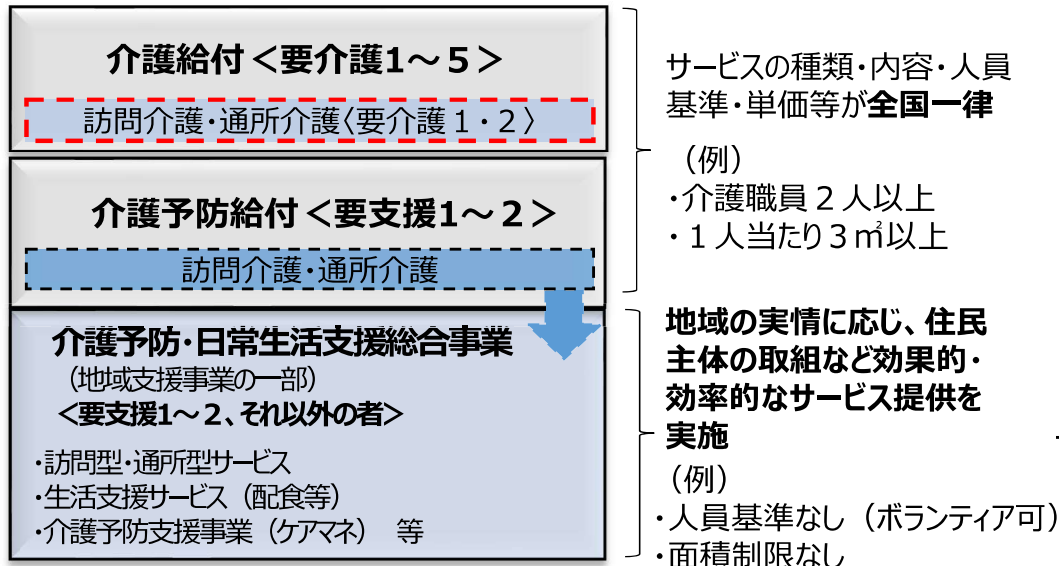 介護給付＜要介護1～５＞
訪問介護・通所介護〈要介護１・２〉
介護予防給付＜要支援1～２＞
訪問介護・通所介護
介護予防・日常生活支援総合事業
（地域支援事業の一部）
＜要支援1～２、それ以外の者＞
・訪問型・通所型サービス
・生活支援サービス（配食等）
・介護予防支援事業（ケアマネ）　等
サービスの種類・内容・人員
基準・単価等が全国一律
（例）
・介護職員２人以上
・１人当たり３㎡以上
地域の実情に応じ、住民
主体の取組など効果的・
効率的なサービス提供を
実施
（例）
・人員基準なし（ボランティア可）
・面積制限なし